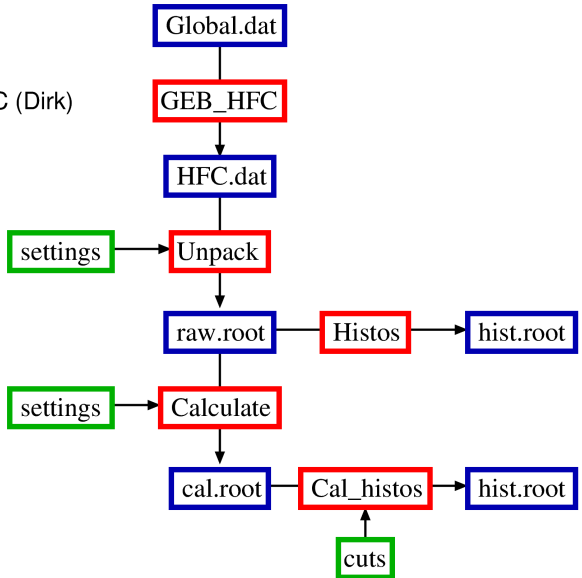 Global.dat
C (Dirk)
GEB_HFC
HFC.dat
settings
Unpack
raw.root
Histos
hist.root
settings
Calculate
cal.root
Cal_histos
hist.root
cuts